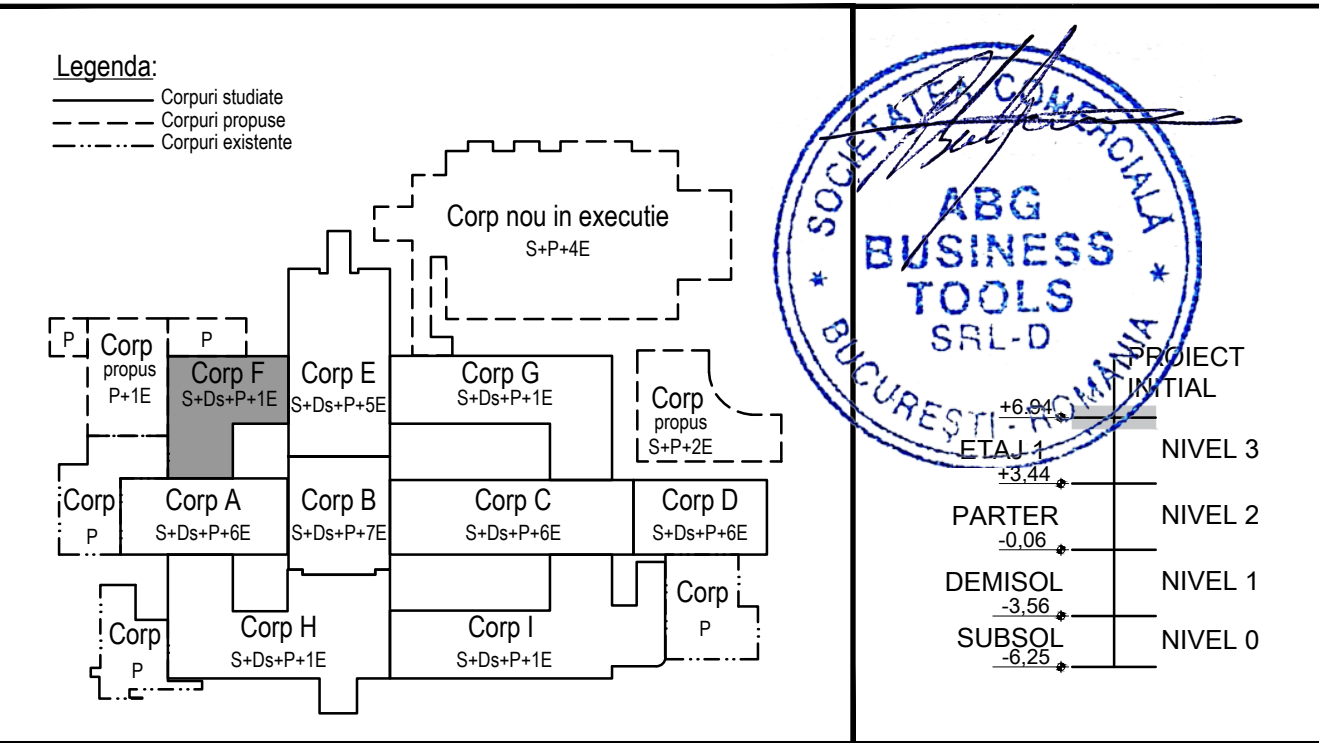 Legenda:
Corpuri studiate
Corpuri propuse
Corpuri existente
Corp nou in executie
S+P+4E
P
Corp
propus
P+1E
P
Corp F
S+Ds+P+1E
Corp E
S+Ds+P+5E
Corp G
S+Ds+P+1E
Corp
propus
S+P+2E
Corp
P
Corp A
S+Ds+P+6E
Corp B
S+Ds+P+7E
Corp C
S+Ds+P+6E
Corp D
S+Ds+P+6E
Corp
P
Corp H
S+Ds+P+1E
Corp I
S+Ds+P+1E
Corp
P
SOCIETATEA COMERCIALĂ
ABG
BUSINESS
TOOLS
SRL-D
* BUCUREŞTI - ROMÂNIA *
PROIECT
INITIAL
+6.94
ETAJ 1
NIVEL 3
+3,44
PARTER
NIVEL 2
-0,06
DEMISOL
NIVEL 1
-3,56
SUBSOL
NIVEL 0
-6,25